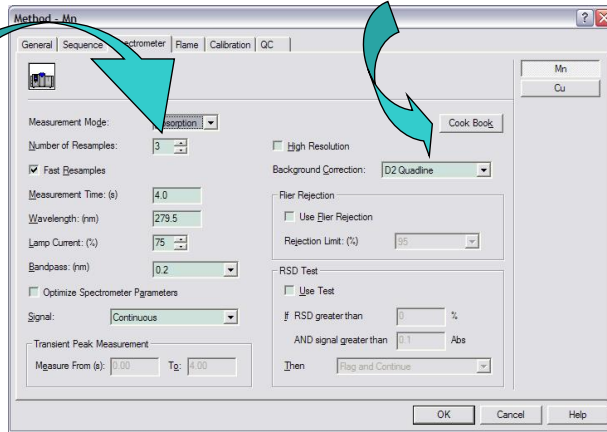 Method - Mn
General Sequence Spectrometer Flame Calibration QC
Mn
Cu
Measurement Mode: Absorption
Cook Book
Number of Resamples: 3
High Resolution
Fast Resamples
Background Correction: D2 Quadline
Measurement Time: (s) 4.0
Flier Rejection
Wavelength: (nm) 279.5
Use Flier Rejection
Lamp Current: (%) 75
Rejection Limit: (%) 95
Bandpass: (nm) 0.2
RSD Test
Optimize Spectrometer Parameters
Use Test
Signal: Continuous
If RSD greater than 0 %
AND signal greater than 0.1 Abs
Transient Peak Measurement
Measure From (s): 0.00 To: 4.00
Then Flag and Continue
OK Cancel Help